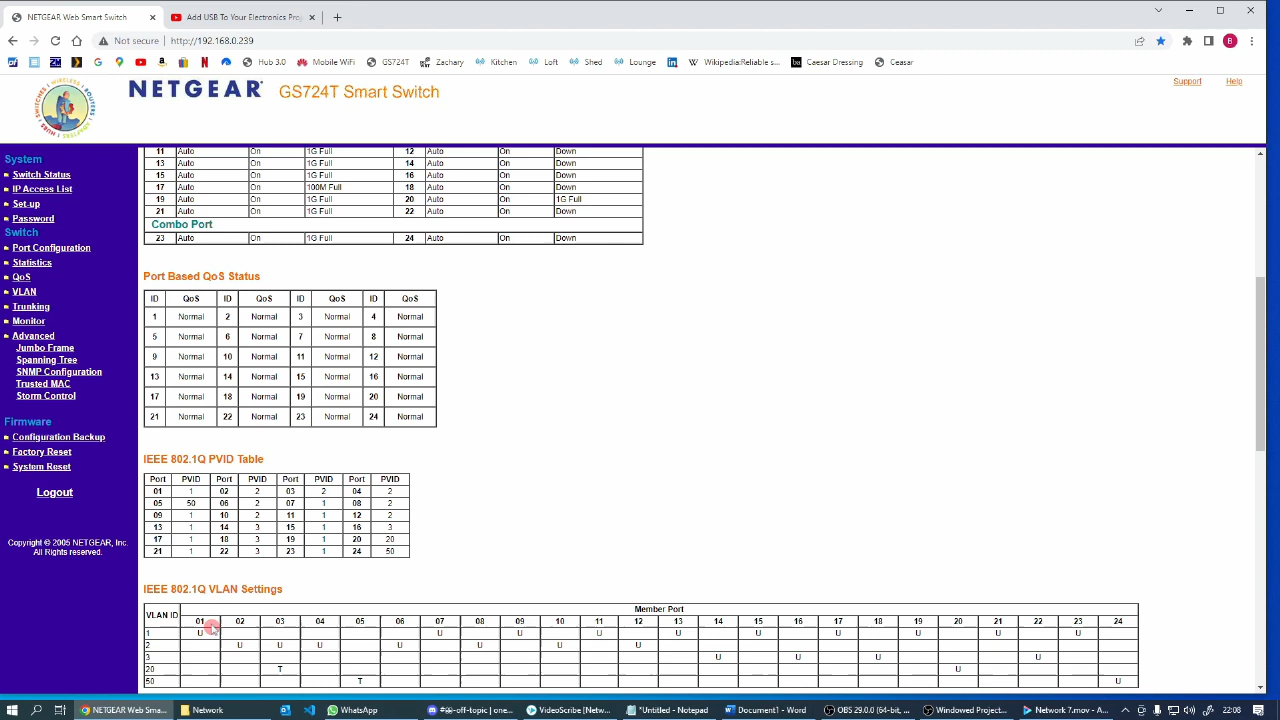 NETGEAR Web Smart Switch
Add USB To Your Electronics Proj
Not secure | http://192.168.0.239
Hub 3.0 Mobile WiFi GS724T Zachary Kitchen Loft Shed Lounge Wikipedia:Reliable s... Caesar Dressing Ceasar
SWITCHES WIRELESS ROUTERS ADAPTERS HUBS
NETGEAR GS724T Smart Switch
Support Help
System
Switch Status
IP Access List
Set-up
Password
Switch
Port Configuration
Statistics
QoS
VLAN
Trunking
Monitor
Advanced
Jumbo Frame
Spanning Tree
SNMP Configuration
Trusted MAC
Storm Control
Firmware
Configuration Backup
Factory Reset
System Reset
Logout
Copyright © 2005 NETGEAR, Inc.
All Rights reserved.
11 Auto On 1G Full 12 Auto On Down
13 Auto On 1G Full 14 Auto On Down
15 Auto On 1G Full 16 Auto On Down
17 Auto On 100M Full 18 Auto On Down
19 Auto On 1G Full 20 Auto On 1G Full
21 Auto On 1G Full 22 Auto On Down
Combo Port
23 Auto On 1G Full 24 Auto On Down
Port Based QoS Status
ID QoS ID QoS ID QoS ID QoS
1 Normal 2 Normal 3 Normal 4 Normal
5 Normal 6 Normal 7 Normal 8 Normal
9 Normal 10 Normal 11 Normal 12 Normal
13 Normal 14 Normal 15 Normal 16 Normal
17 Normal 18 Normal 19 Normal 20 Normal
21 Normal 22 Normal 23 Normal 24 Normal
IEEE 802.1Q PVID Table
Port PVID Port PVID Port PVID Port PVID
01 1 02 2 03 2 04 2
05 50 06 2 07 1 08 2
09 1 10 2 11 1 12 2
13 1 14 3 15 1 16 3
17 1 18 3 19 1 20 20
21 1 22 3 23 1 24 50
IEEE 802.1Q VLAN Settings
VLAN ID Member Port
01 02 03 04 05 06 07 08 09 10 11 12 13 14 15 16 17 18 19 20 21 22 23 24
1 U U U U U U U U U U
2 U U U U U U U
3 U U U U
20 T U
50 T U
NETGEAR Web Sma... Network WhatsApp #💬-off-topic | one... VideoScribe [Netw... *Untitled - Notepad Document1 - Word OBS 29.0.0 (64-bit, ... Windowed Projec... Network 7.mov - A... 22:08